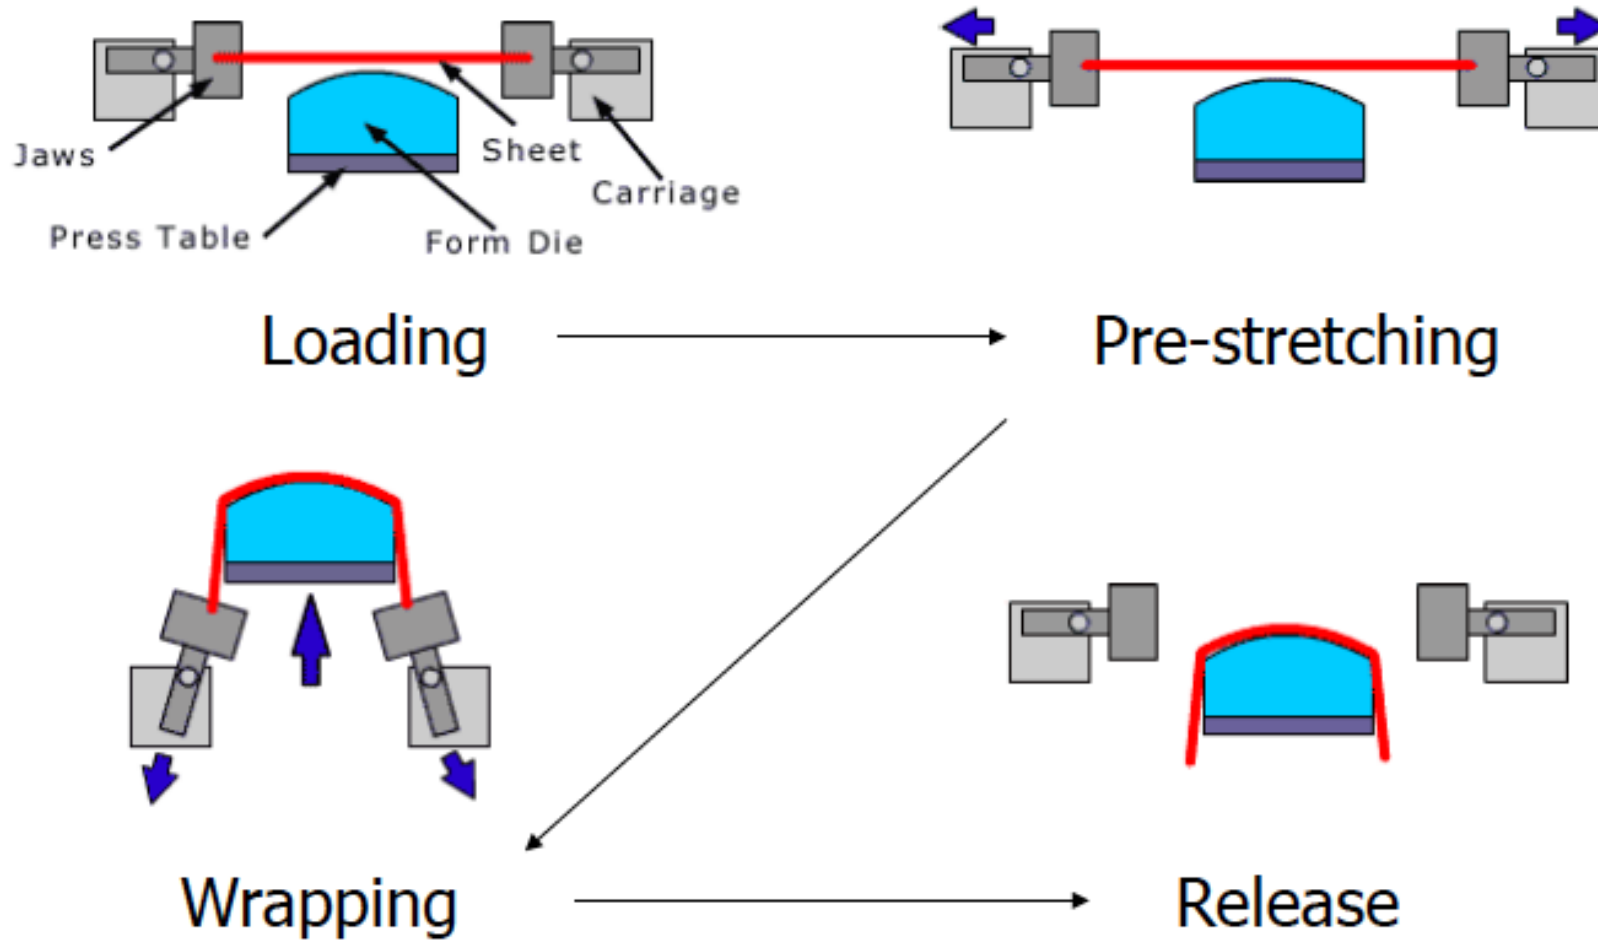 Jaws
Sheet
Carriage
Press Table
Form Die
Loading
Pre-stretching
Wrapping
Release